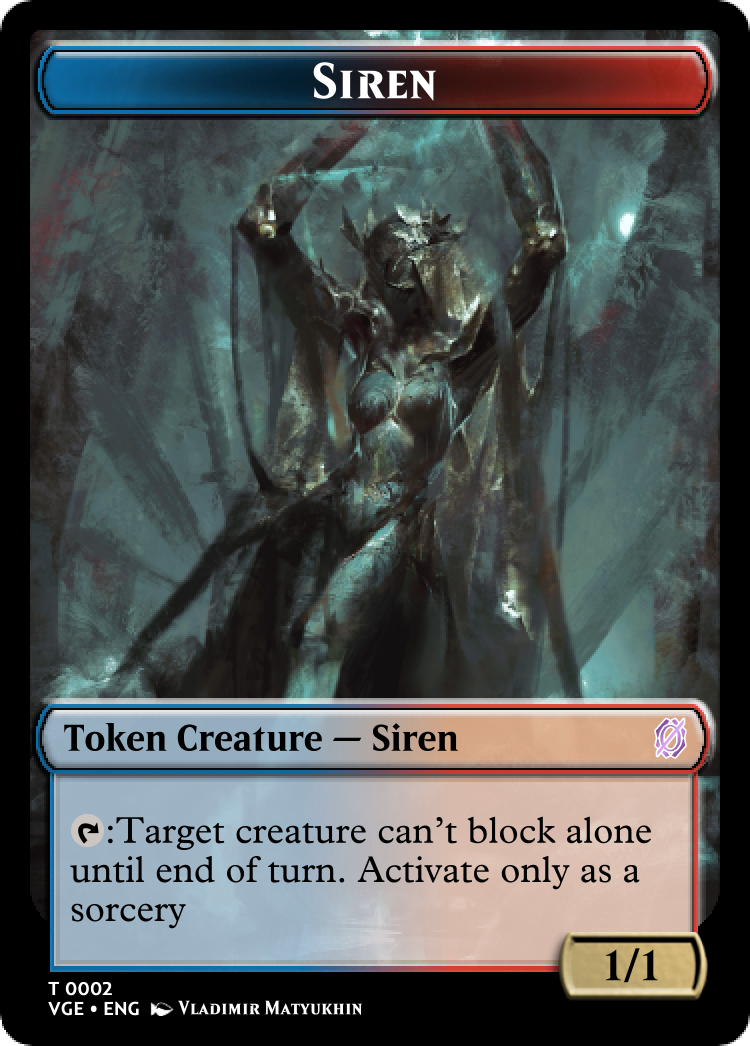 Siren
Token Creature — Siren
:Target creature can't block alone
until end of turn. Activate only as a
sorcery
1/1
T 0002
VGE • ENG Vladimir Matyukhin